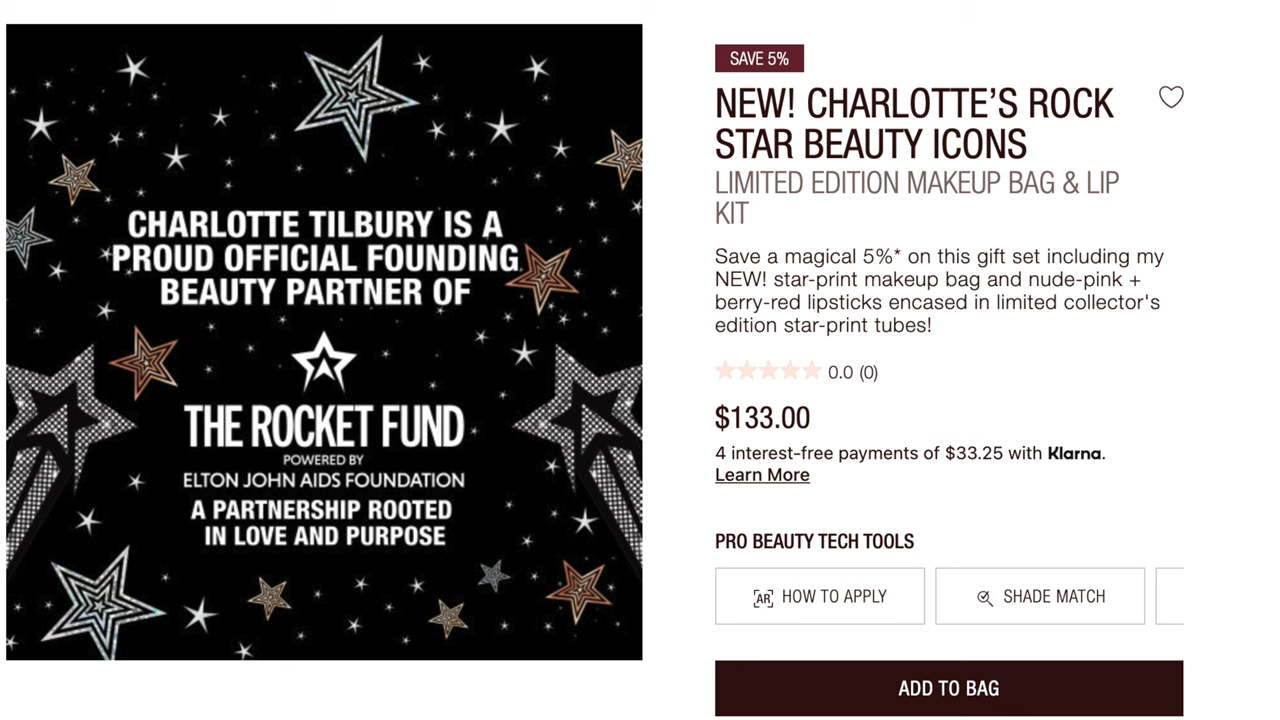 CHARLOTTE TILBURY IS A
PROUD OFFICIAL FOUNDING
BEAUTY PARTNER OF
THE ROCKET FUND
POWERED BY
ELTON JOHN AIDS FOUNDATION
A PARTNERSHIP ROOTED
IN LOVE AND PURPOSE
SAVE 5%
NEW! CHARLOTTE’S ROCK
STAR BEAUTY ICONS
LIMITED EDITION MAKEUP BAG & LIP
KIT
Save a magical 5%* on this gift set including my
NEW! star-print makeup bag and nude-pink +
berry-red lipsticks encased in limited collector's
edition star-print tubes!
0.0 (0)
$133.00
4 interest-free payments of $33.25 with Klarna.
Learn More
PRO BEAUTY TECH TOOLS
AR HOW TO APPLY
SHADE MATCH
ADD TO BAG